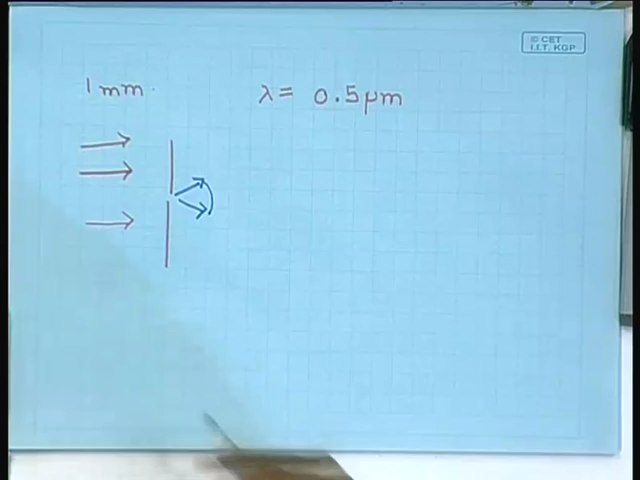 © CET
I.I.T. KGP
1 mm
λ = 0.5 μm